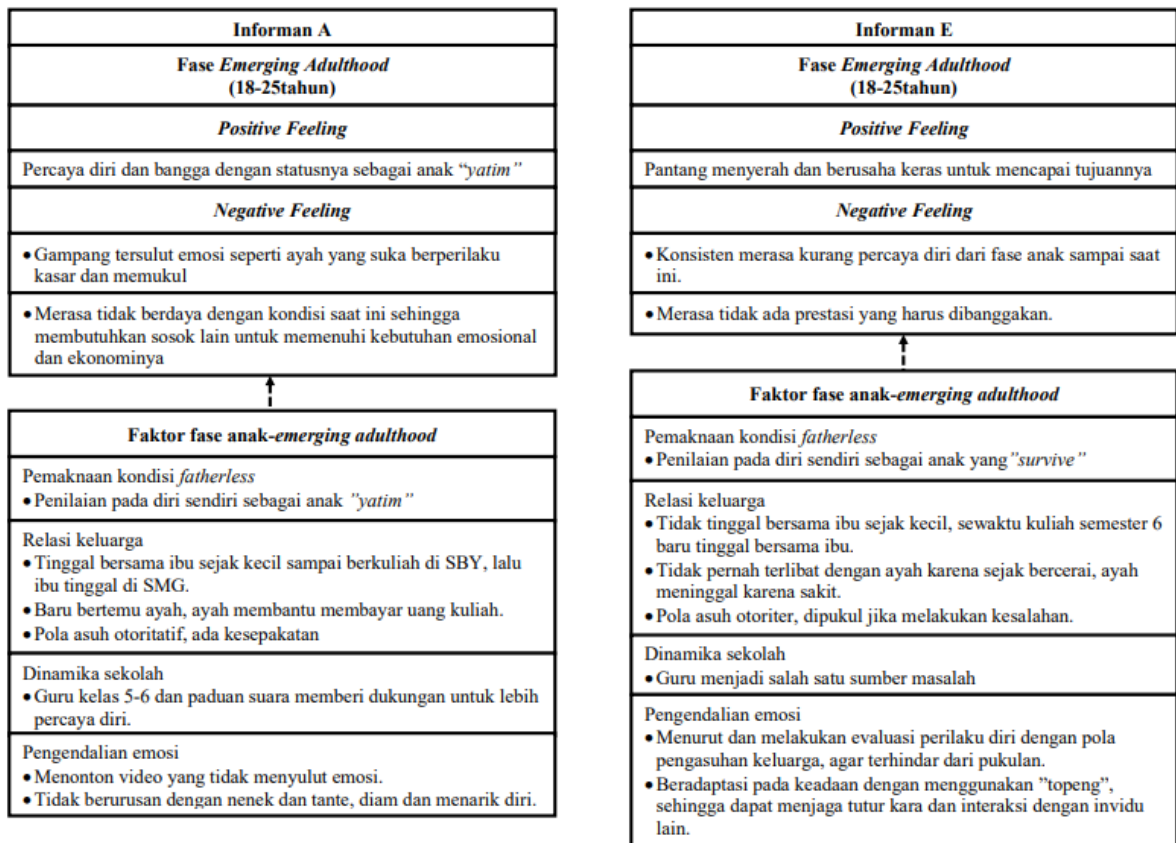 Informan A
Fase Emerging Adulthood
(18-25tahun)
Positive Feeling
Percaya diri dan bangga dengan statusnya sebagai anak “yatim”
Negative Feeling
• Gampang tersulut emosi seperti ayah yang suka berperilaku
kasar dan memukul
• Merasa tidak berdaya dengan kondisi saat ini sehingga
membutuhkan sosok lain untuk memenuhi kebutuhan emosional
dan ekonominya
Faktor fase anak-emerging adulthood
Pemaknaan kondisi fatherless
• Penilaian pada diri sendiri sebagai anak ”yatim”
Relasi keluarga
• Tinggal bersama ibu sejak kecil sampai berkuliah di SBY, lalu
ibu tinggal di SMG.
• Baru bertemu ayah, ayah membantu membayar uang kuliah.
• Pola asuh otoritatif, ada kesepakatan
Dinamika sekolah
• Guru kelas 5-6 dan paduan suara memberi dukungan untuk lebih
percaya diri.
Pengendalian emosi
• Menonton video yang tidak menyulut emosi.
• Tidak berurusan dengan nenek dan tante, diam dan menarik diri.
Informan E
Fase Emerging Adulthood
(18-25tahun)
Positive Feeling
Pantang menyerah dan berusaha keras untuk mencapai tujuannya
Negative Feeling
• Konsisten merasa kurang percaya diri dari fase anak sampai saat
ini.
• Merasa tidak ada prestasi yang harus dibanggakan.
Faktor fase anak-emerging adulthood
Pemaknaan kondisi fatherless
• Penilaian pada diri sendiri sebagai anak yang ”survive”
Relasi keluarga
• Tidak tinggal bersama ibu sejak kecil, sewaktu kuliah semester 6
baru tinggal bersama ibu.
• Tidak pernah terlibat dengan ayah karena sejak bercerai, ayah
meninggal karena sakit.
• Pola asuh otoriter, dipukul jika melakukan kesalahan.
Dinamika sekolah
• Guru menjadi salah satu sumber masalah
Pengendalian emosi
• Menurut dan melakukan evaluasi perilaku diri dengan pola
pengasuhan keluarga, agar terhindar dari pukulan.
• Beradaptasi pada keadaan dengan menggunakan ”topeng”,
sehingga dapat menjaga tutur kara dan interaksi dengan invidu
lain.